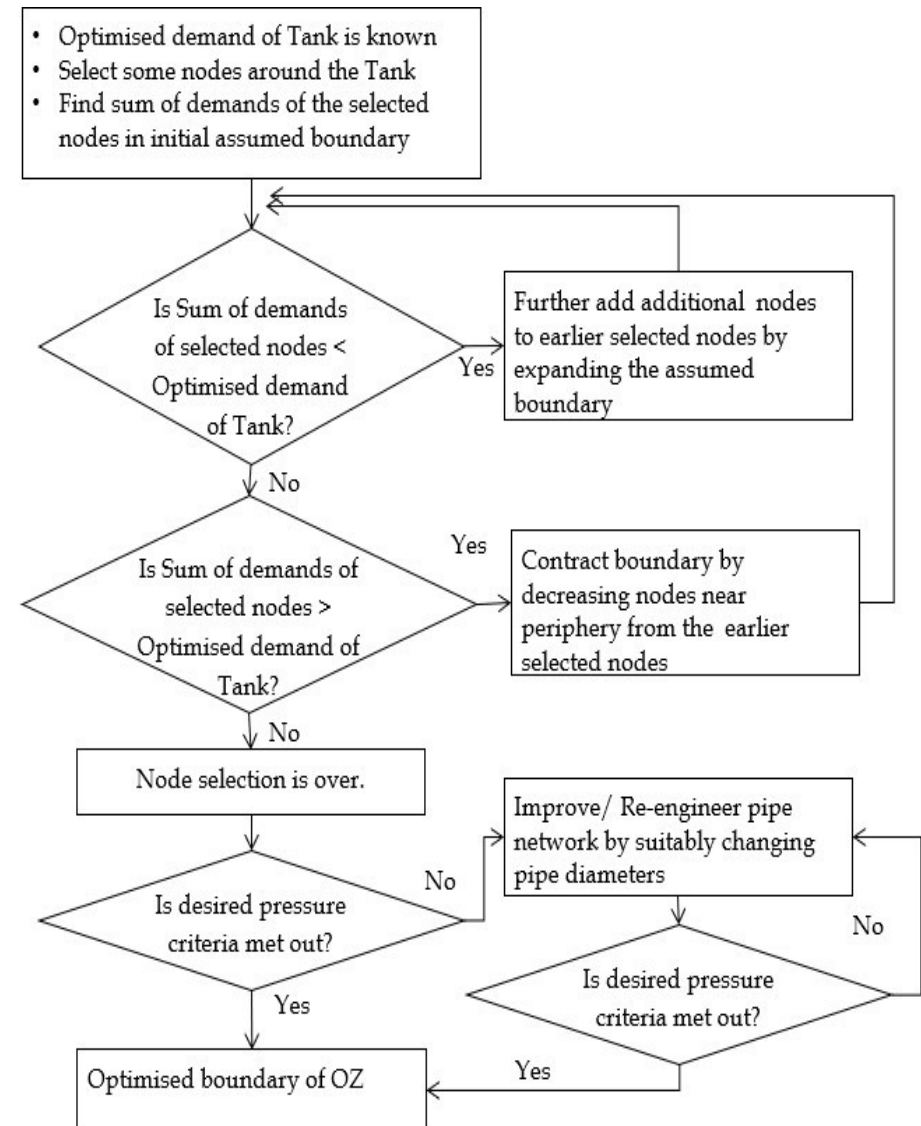 • Optimised demand of Tank is known
• Select some nodes around the Tank
• Find sum of demands of the selected
nodes in initial assumed boundary
Is Sum of demands
of selected nodes <
Optimised demand
of Tank?
Yes
Further add additional nodes
to earlier selected nodes by
expanding the assumed
boundary
No
Is Sum of demands of
selected nodes >
Optimised demand of
Tank?
Yes
Contract boundary by
decreasing nodes near
periphery from the earlier
selected nodes
No
Node selection is over.
Is desired pressure
criteria met out?
No
Improve/ Re-engineer pipe
network by suitably changing
pipe diameters
No
Is desired pressure
criteria met out?
Yes
Yes
Optimised boundary of OZ